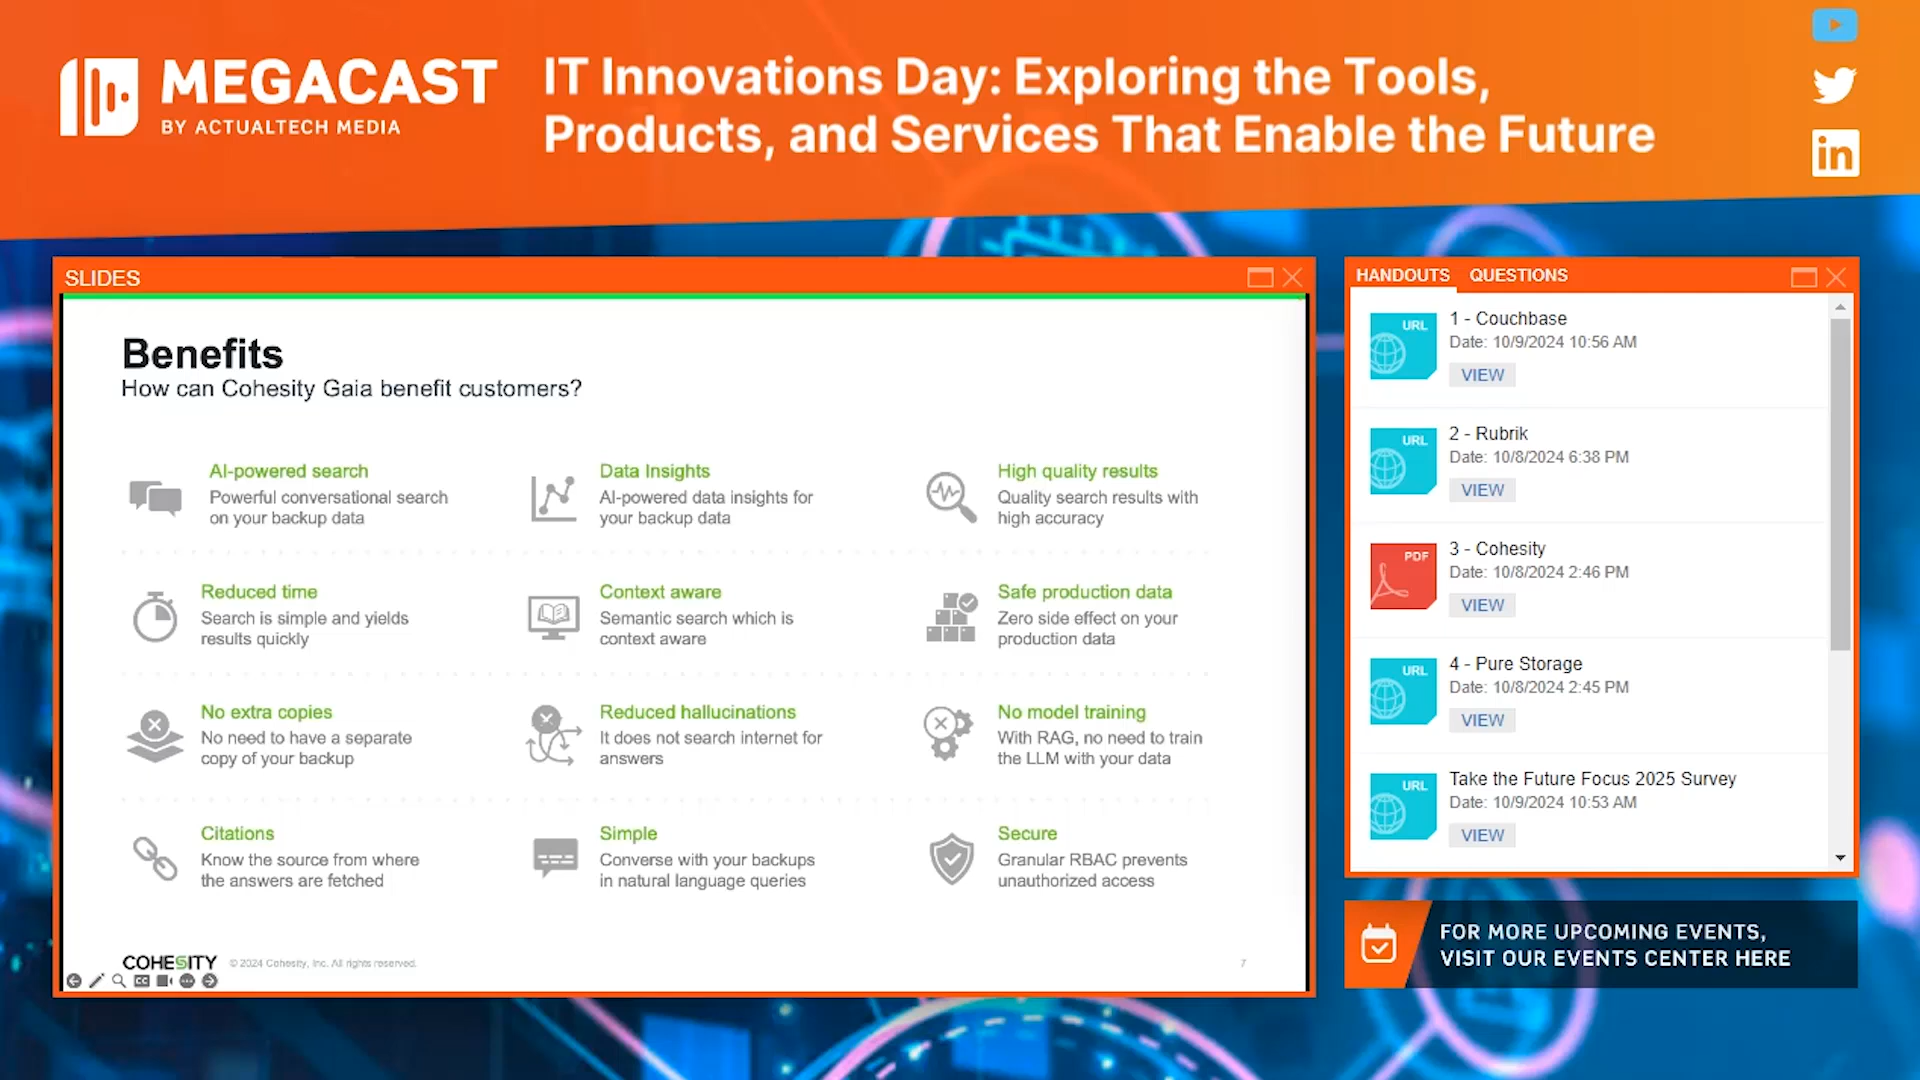 MEGACAST
BY ACTUALTECH MEDIA
IT Innovations Day: Exploring the Tools,
Products, and Services That Enable the Future
in
SLIDES
Benefits
How can Cohesity Gaia benefit customers?
AI-powered search
Powerful conversational search
on your backup data
Data Insights
AI-powered data insights for
your backup data
High quality results
Quality search results with
high accuracy
Reduced time
Search is simple and yields
results quickly
Context aware
Semantic search which is
context aware
Safe production data
Zero side effect on your
production data
No extra copies
No need to have a separate
copy of your backup
Reduced hallucinations
It does not search internet for
answers
No model training
With RAG, no need to train
the LLM with your data
Citations
Know the source from where
the answers are fetched
Simple
Converse with your backups
in natural language queries
Secure
Granular RBAC prevents
unauthorized access
COHESITY © 2024 Cohesity, Inc. All rights reserved. 7
CC
HANDOUTS QUESTIONS
URL
1 - Couchbase
Date: 10/9/2024 10:56 AM
VIEW
URL
2 - Rubrik
Date: 10/8/2024 6:38 PM
VIEW
PDF
3 - Cohesity
Date: 10/8/2024 2:46 PM
VIEW
URL
4 - Pure Storage
Date: 10/8/2024 2:45 PM
VIEW
URL
Take the Future Focus 2025 Survey
Date: 10/9/2024 10:53 AM
VIEW
FOR MORE UPCOMING EVENTS,
VISIT OUR EVENTS CENTER HERE